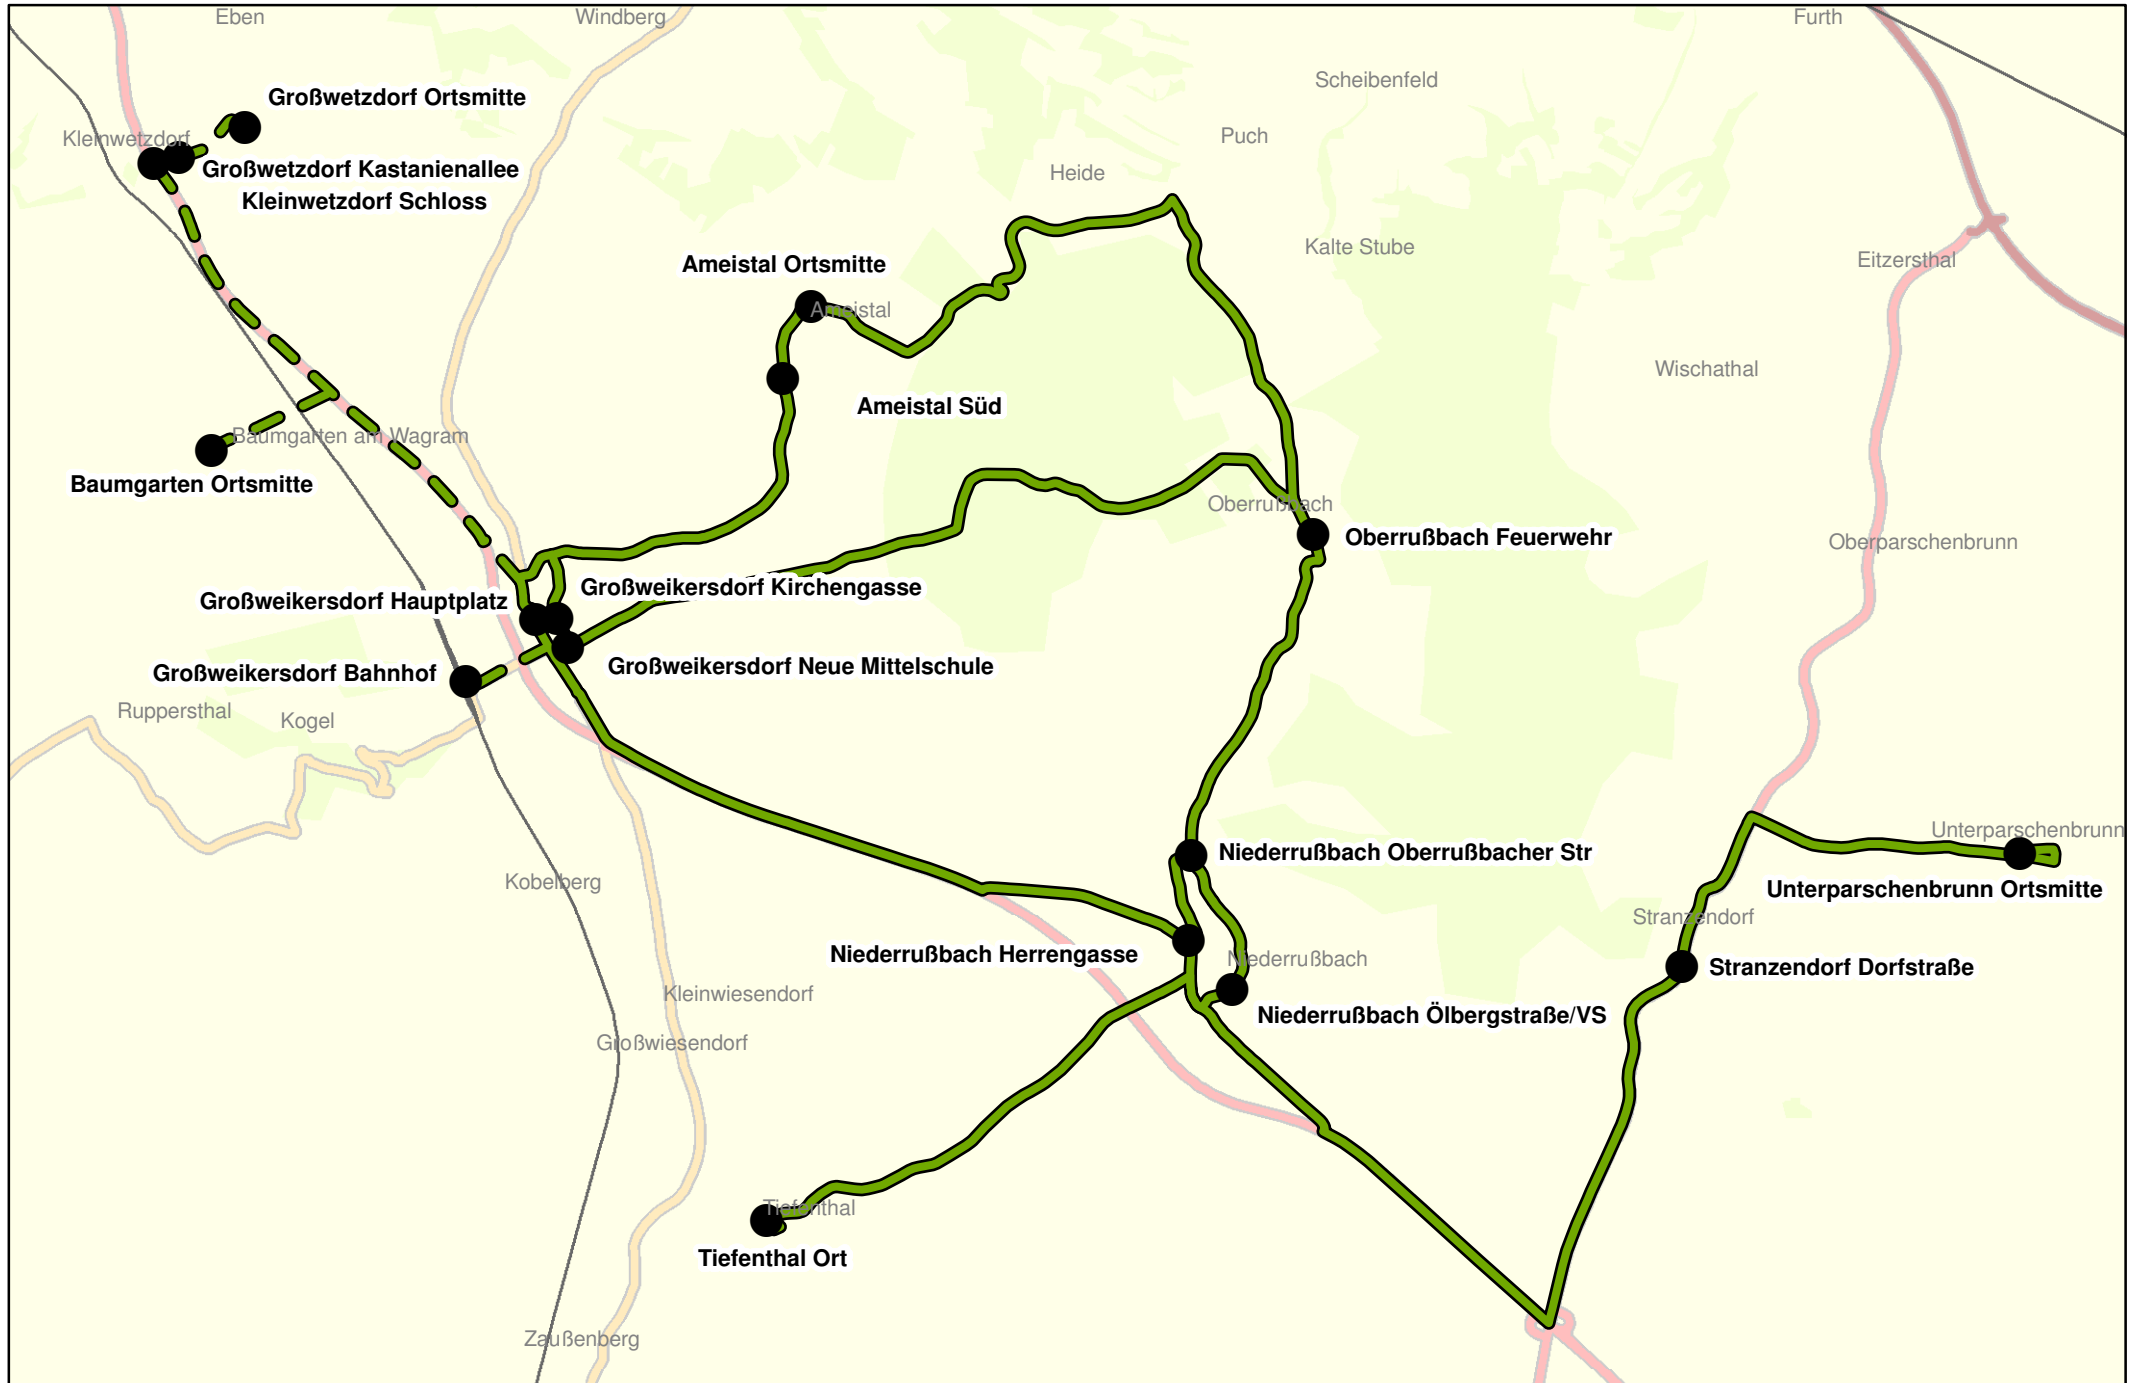 Eben
Windberg
Furth
Scheibenfeld
Großwetzdorf Ortsmitte
Puch
Kleinwetzdorf
Großwetzdorf Kastanienallee
Heide
Kleinwetzdorf Schloss
Kalte Stube
Eitzersthal
Ameistal Ortsmitte
Ameistal
Wischathal
Ameistal Süd
Baumgarten am Wagram
Baumgarten Ortsmitte
Oberrußbach
Oberrußbach Feuerwehr
Oberparschenbrunn
Großweikersdorf Kirchengasse
Großweikersdorf Hauptplatz
Großweikersdorf Neue Mittelschule
Großweikersdorf Bahnhof
Ruppersthal
Kogel
Unterparschenbrunn
Niederrußbach Oberrußbacher Str
Kobelberg
Unterparschenbrunn Ortsmitte
Stranzendorf
Niederrußbach Herrengasse
Niederrußbach
Stranzendorf Dorfstraße
Kleinwiesendorf
Niederrußbach Ölbergstraße/VS
Großwiesendorf
Tiefenthal
Tiefenthal Ort
Zaußenberg